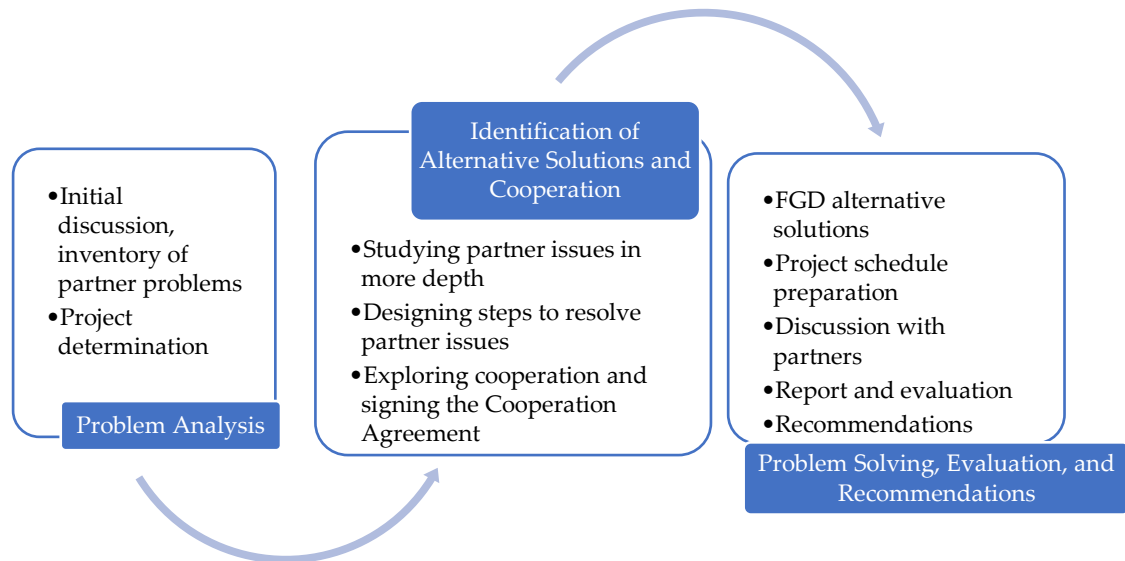 •Initial
discussion,
inventory of
partner problems
•Project
determination
Problem Analysis
Identification of
Alternative Solutions and
Cooperation
•Studying partner issues in
more depth
•Designing steps to resolve
partner issues
•Exploring cooperation and
signing the Cooperation
Agreement
•FGD alternative
solutions
•Project schedule
preparation
•Discussion with
partners
•Report and evaluation
•Recommendations
Problem Solving, Evaluation, and
Recommendations